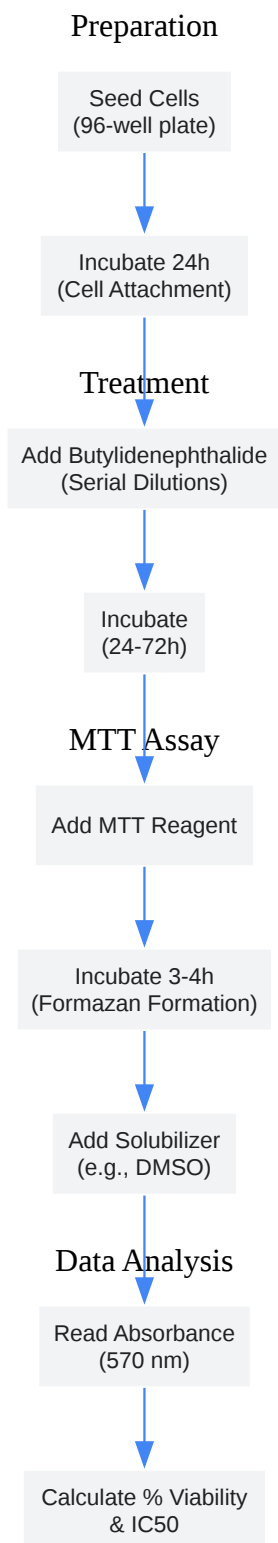 Preparation
Seed Cells
(96-well plate)
Incubate 24h
(Cell Attachment)
Treatment
Add Butylidenephthalide
(Serial Dilutions)
Incubate
(24-72h)
MTT Assay
Add MTT Reagent
Incubate 3-4h
(Formazan Formation)
Add Solubilizer
(e.g., DMSO)
Data Analysis
Read Absorbance
(570 nm)
Calculate % Viability
& IC50